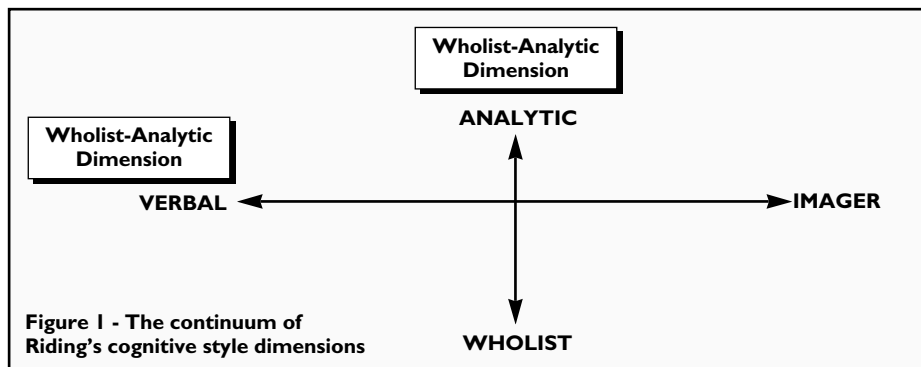 Wholist-Analytic
Dimension
ANALYTIC
Wholist-Analytic
Dimension
VERBAL
IMAGER
Figure 1 - The continuum of
Riding's cognitive style dimensions
WHOLIST